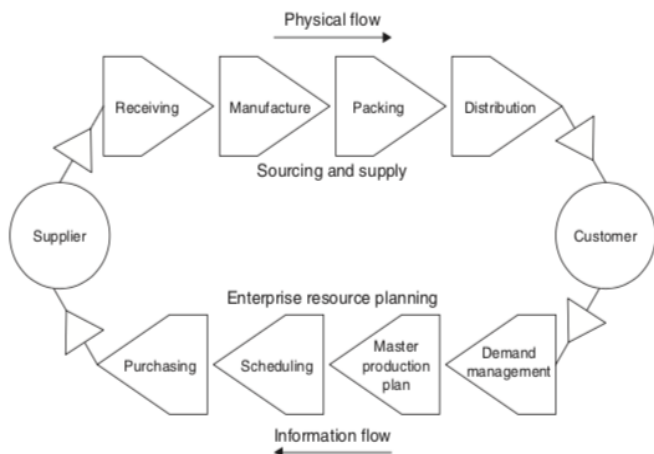 Physical flow
Receiving
Manufacture
Packing
Distribution
Sourcing and supply
Supplier
Customer
Enterprise resource planning
Purchasing
Scheduling
Master
production
plan
Demand
management
Information flow